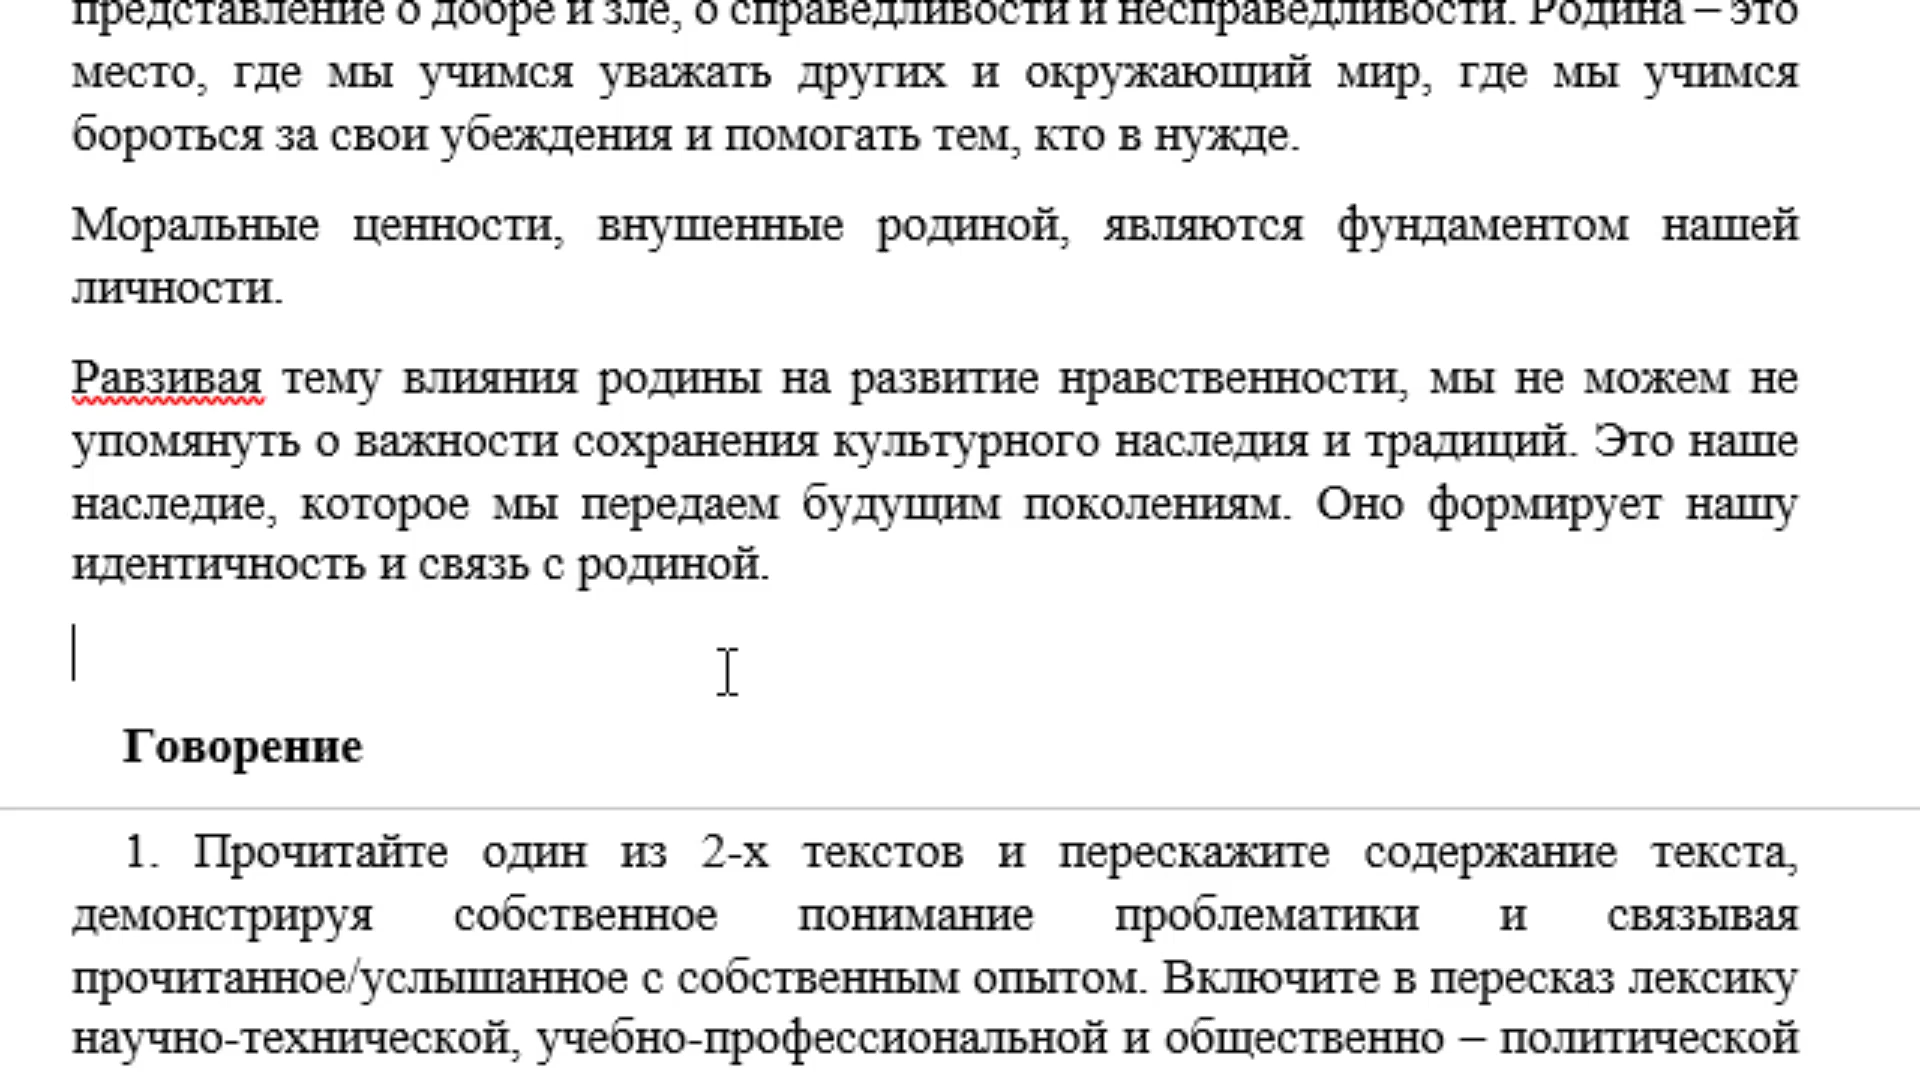 представление о добре и зле, о справедливости и несправедливости. Родина – это
место, где мы учимся уважать других и окружающий мир, где мы учимся
бороться за свои убеждения и помогать тем, кто в нужде.
Моральные ценности, внушенные родиной, являются фундаментом нашей
личности.
Равзивая тему влияния родины на развитие нравственности, мы не можем не
упомянуть о важности сохранения культурного наследия и традиций. Это наше
наследие, которое мы передаем будущим поколениям. Оно формирует нашу
идентичность и связь с родиной.
Говорение
1. Прочитайте один из 2-х текстов и перескажите содержание текста,
демонстрируя собственное понимание проблематики и связывая
прочитанное/услышанное с собственным опытом. Включите в пересказ лексику
научно-технической, учебно-профессиональной и общественно – политической